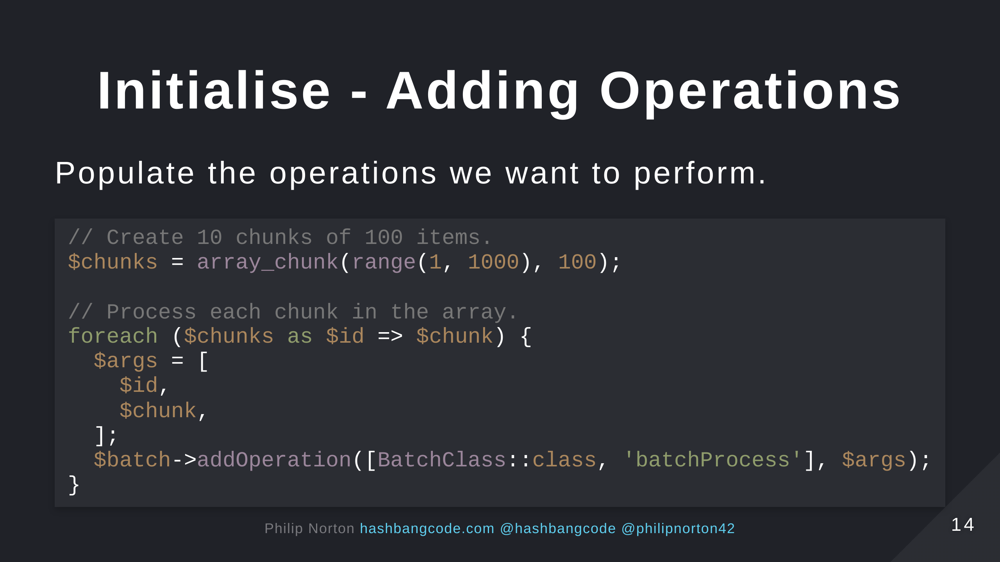 Initialise - Adding Operations
Populate the operations we want to perform.
// Create 10 chunks of 100 items.
$chunks = array_chunk(range(1, 1000), 100);

// Process each chunk in the array.
foreach ($chunks as $id => $chunk) {
  $args = [
    $id,
    $chunk,
  ];
  $batch->addOperation([BatchClass::class, 'batchProcess'], $args);
}
Philip Norton hashbangcode.com @hashbangcode @philipnorton42
14